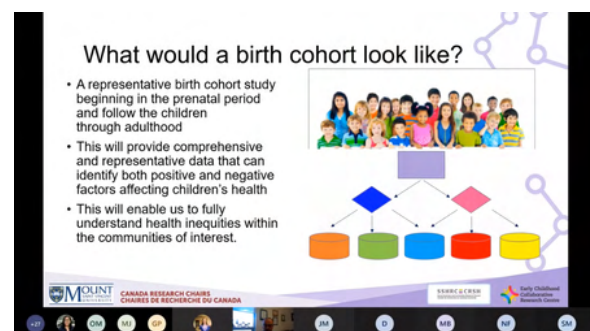 What would a birth cohort look like?
• A representative birth cohort study
beginning in the prenatal period
and follow the children
through adulthood
• This will provide comprehensive
and representative data that can
identify both positive and negative
factors affecting children's health
• This will enable us to fully
understand health inequities within
the communities of interest.
MOUNT
SAINT VINCENT
UNIVERSITY
CANADA RESEARCH CHAIRS
CHAIRES DE RECHERCHE DU CANADA
SSHRC CRSH
Early Childhood
Collaborative
Research Centre
+27
OM
MJ
GP
JM
D
MB
NF
SM